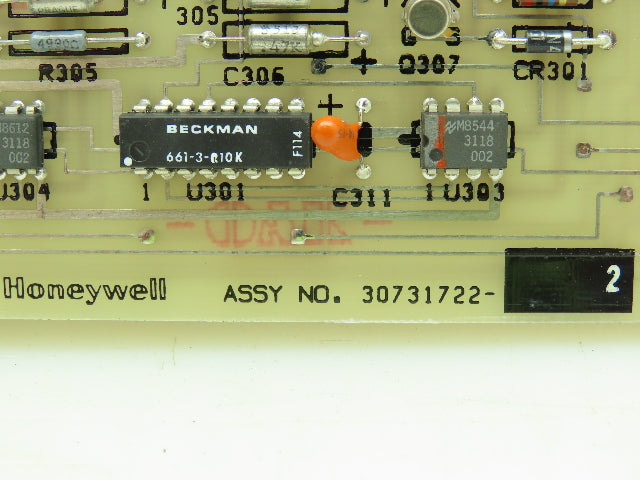 305
R305
C306
+
Q307
CR301
+
M8612
3118
002
BECKMAN
661-3-R10K
F114
M8544
3118
002
U304
1
U301
C311
1 U303
Honeywell
ASSY NO. 30731722-
2